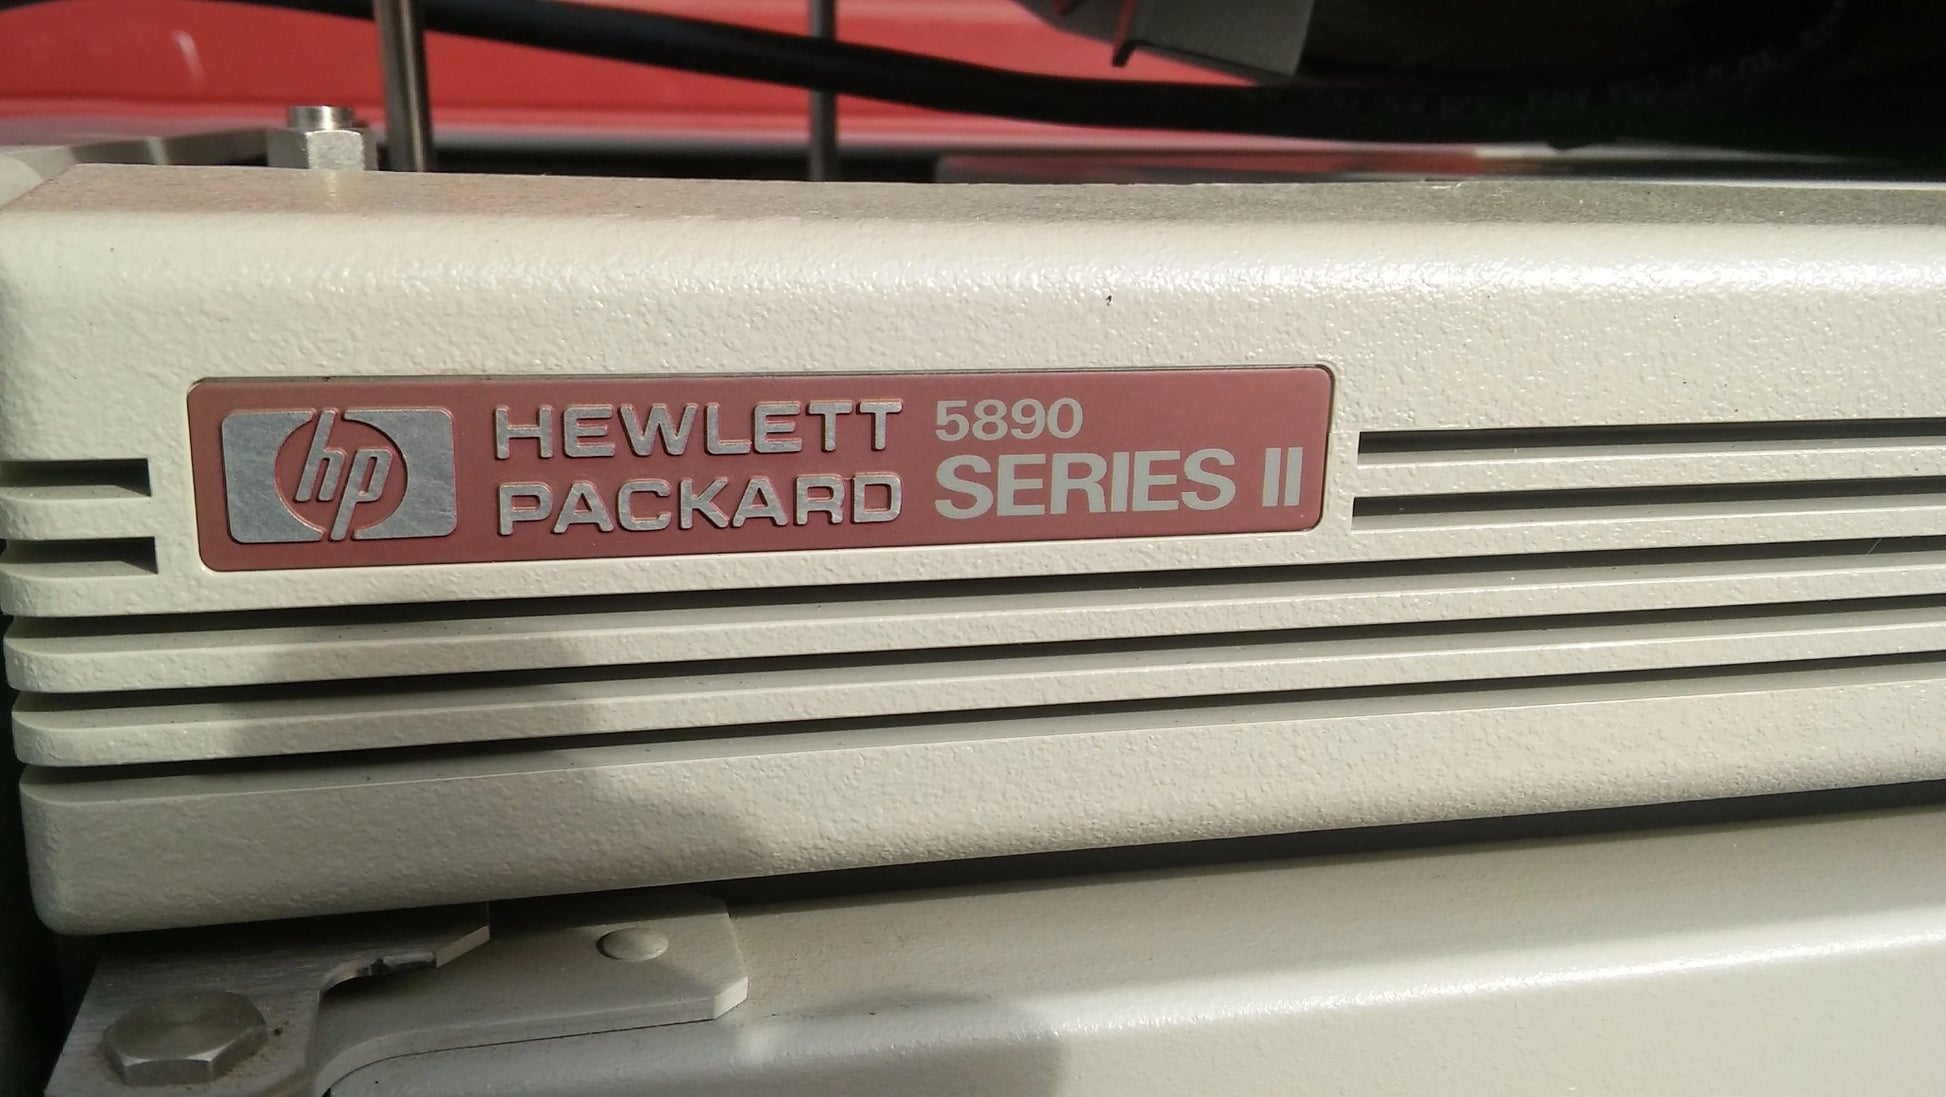 hp HEWLETT PACKARD
5890 SERIES II